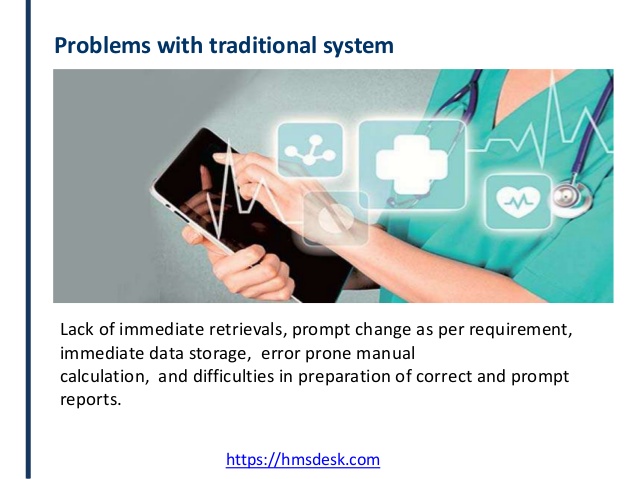 Problems with traditional system
Lack of immediate retrievals, prompt change as per requirement,
immediate data storage,  error prone manual
calculation,  and difficulties in preparation of correct and prompt
reports.
https://hmsdesk.com